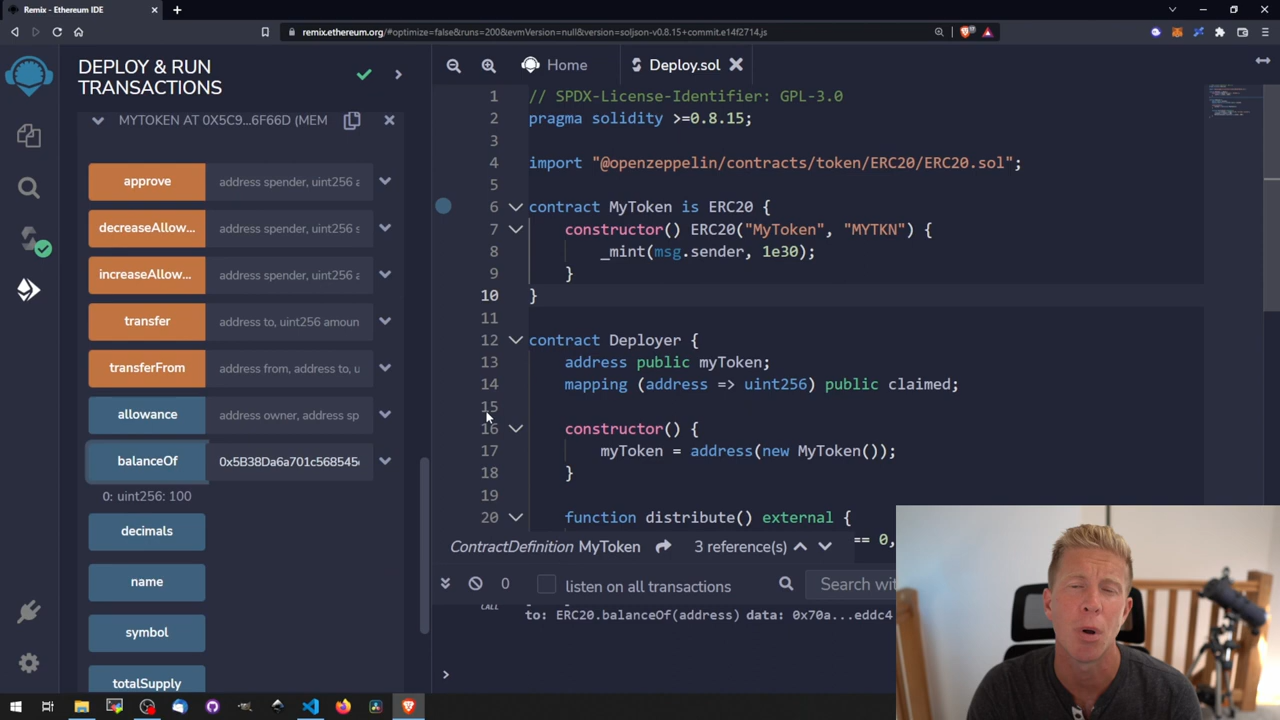 Remix - Ethereum IDE
remix.ethereum.org/#optimize=false&runs=200&evmVersion=null&version=soljson-v0.8.15+commit.e14f2714.js
DEPLOY & RUN
TRANSACTIONS
MYTOKEN AT 0X5C9...6F66D (MEM
approve address spender, uint256 a
decreaseAllow... address spender, uint256 a
increaseAllow... address spender, uint256 a
transfer address to, uint256 amoun
transferFrom address from, address to, u
allowance address owner, address sp
balanceOf 0x5B38Da6a701c568545
0: uint256: 100
decimals
name
symbol
totalSupply
Home Deploy.sol
1 // SPDX-License-Identifier: GPL-3.0
2 pragma solidity >=0.8.15;
3
4 import "@openzeppelin/contracts/token/ERC20/ERC20.sol";
5
6 contract MyToken is ERC20 {
7 constructor() ERC20("MyToken", "MYTKN") {
8 _mint(msg.sender, 1e30);
9 }
10 }
11
12 contract Deployer {
13 address public myToken;
14 mapping (address => uint256) public claimed;
15
16 constructor() {
17 myToken = address(new MyToken());
18 }
19
20 function distribute() external {
== 0,
ContractDefinition MyToken 3 reference(s)
0 listen on all transactions Search wit
CALL
to: ERC20.balanceOf(address) data: 0x70a...eddc4
>